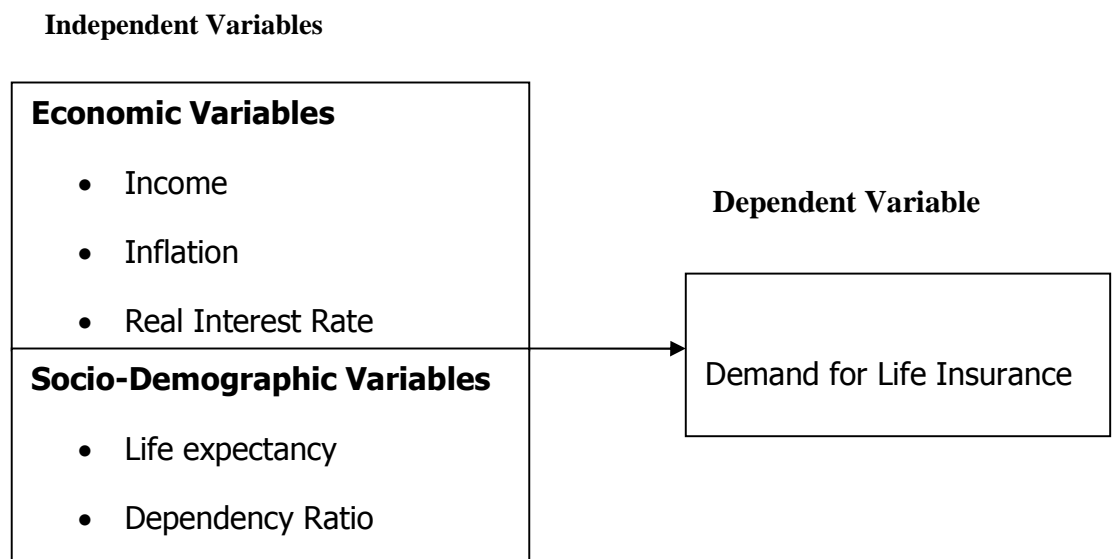 Independent Variables
Economic Variables
• Income
• Inflation
• Real Interest Rate
Socio-Demographic Variables
• Life expectancy
• Dependency Ratio
Dependent Variable
Demand for Life Insurance